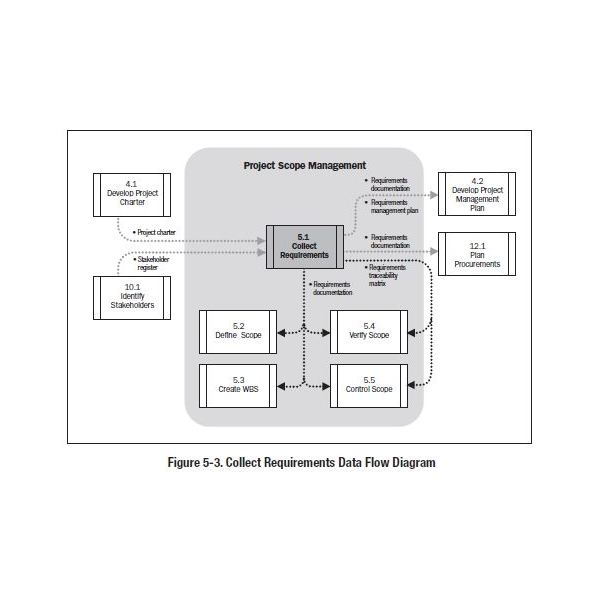 Project Scope Management
4.1
Develop Project
Charter
• Project charter
• Stakeholder
register
10.1
Identify
Stakeholders
5.1
Collect
Requirements
• Requirements
documentation
• Requirements
management plan
4.2
Develop Project
Management
Plan
• Requirements
documentation
12.1
Plan
Procurements
• Requirements
traceability
matrix
• Requirements
documentation
5.2
Define Scope
5.4
Verify Scope
5.3
Create WBS
5.5
Control Scope
Figure 5-3. Collect Requirements Data Flow Diagram